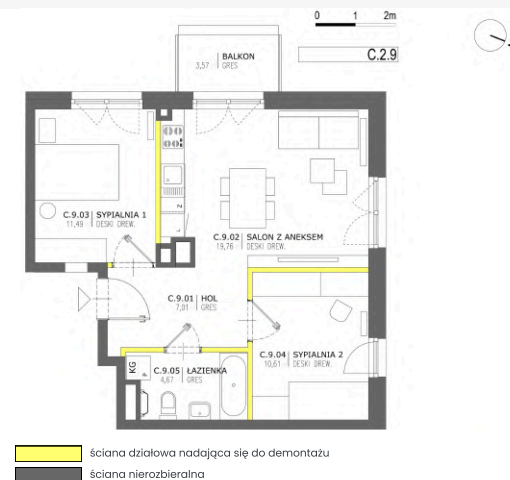 0 1 2m
C.2.9
BALKON
3,57 GRES
C.9.03 SYPIALNIA 1
11,49 DESKI DREW.
Z
L
C.9.02 SALON Z ANEKSEM
19,76 DESKI DREW.
C.9.01 HOL
7,01 GRES
C.9.04 SYPIALNIA 2
10,61 DESKI DREW.
KG
P
C.9.05 ŁAZIENKA
4,67 GRES
ściana działowa nadająca się do demontażu
ściana nierozbieralna